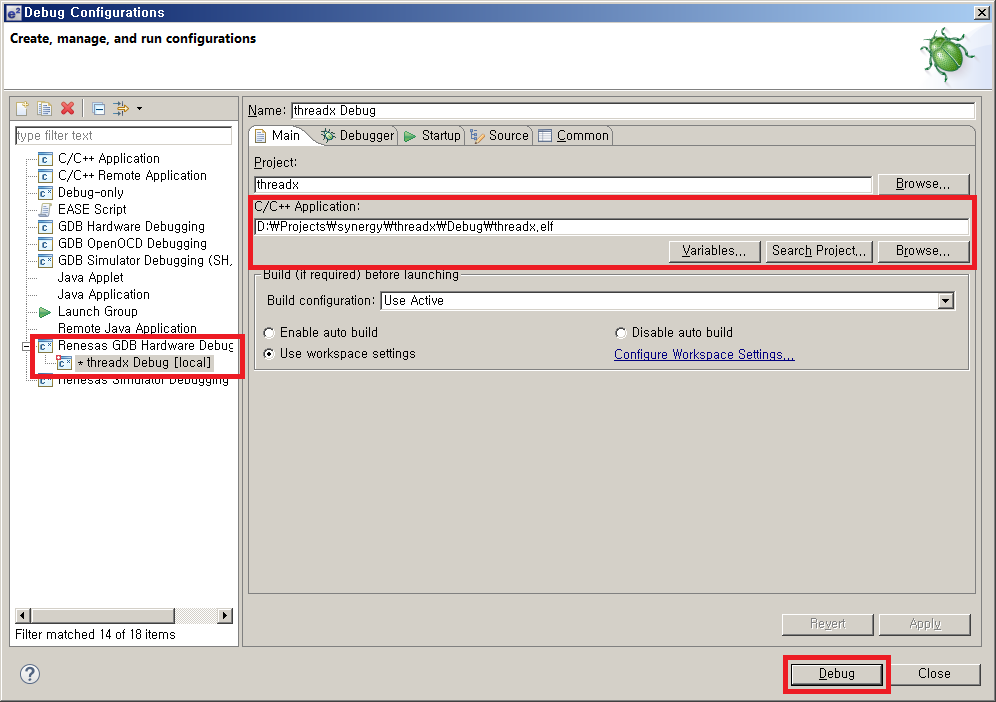 e² Debug Configurations
Create, manage, and run configurations
type filter text
C/C++ Application
C/C++ Remote Application
Debug-only
EASE Script
GDB Hardware Debugging
GDB OpenOCD Debugging
GDB Simulator Debugging (SH,
Java Applet
Java Application
Launch Group
Remote Java Application
Renesas GDB Hardware Debug
* threadx Debug [local]
Renesas Simulator Debugging
Filter matched 14 of 18 items
Name: threadx Debug
Main Debugger Startup Source Common
Project:
threadx
Browse...
C/C++ Application:
D:₩Projects₩synergy₩threadx₩Debug₩threadx.elf
Variables... Search Project... Browse...
Build (if required) before launching
Build configuration: Use Active
Enable auto build Disable auto build
Use workspace settings Configure Workspace Settings...
Revert Apply
? Debug Close